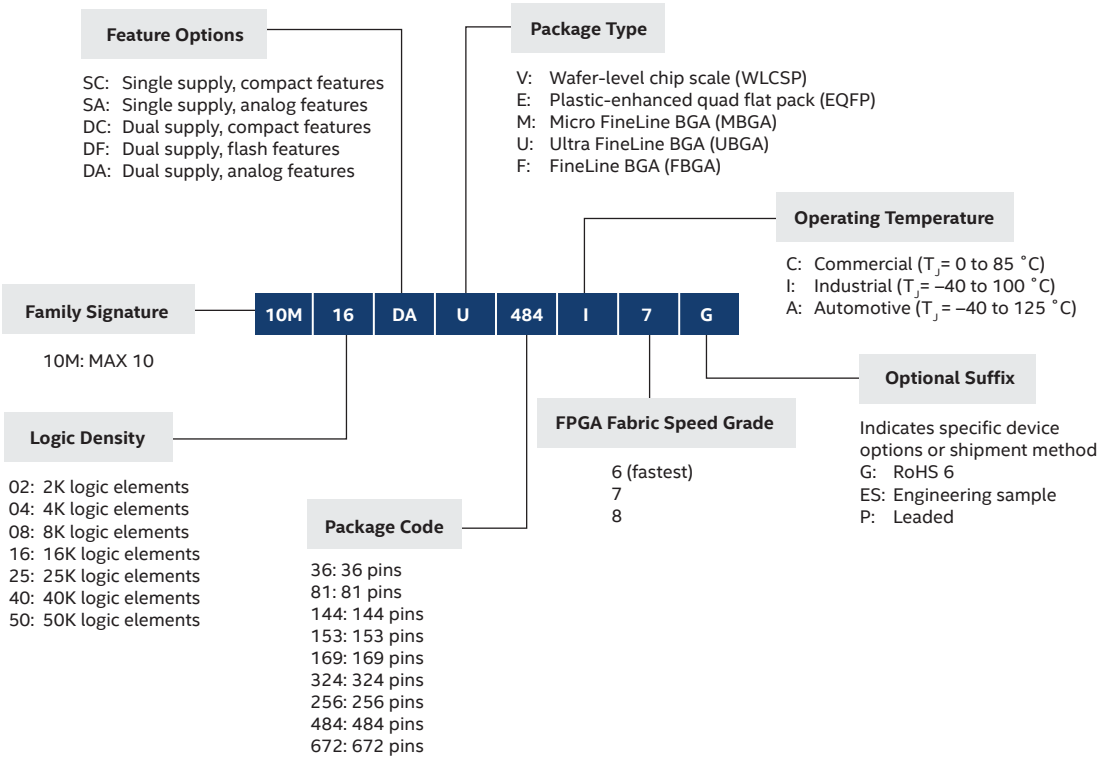 Feature Options
SC: Single supply, compact features
SA: Single supply, analog features
DC: Dual supply, compact features
DF: Dual supply, flash features
DA: Dual supply, analog features
Package Type
V: Wafer-level chip scale (WLCSP)
E: Plastic-enhanced quad flat pack (EQFP)
M: Micro FineLine BGA (MBGA)
U: Ultra FineLine BGA (UBGA)
F: FineLine BGA (FBGA)
Operating Temperature
C: Commercial (TJ= 0 to 85 ˚C)
I: Industrial (TJ= –40 to 100 ˚C)
A: Automotive (TJ= –40 to 125 ˚C)
Family Signature
10M: MAX 10
10M 16 DA U 484 I 7 G
Logic Density
02: 2K logic elements
04: 4K logic elements
08: 8K logic elements
16: 16K logic elements
25: 25K logic elements
40: 40K logic elements
50: 50K logic elements
Package Code
36: 36 pins
81: 81 pins
144: 144 pins
153: 153 pins
169: 169 pins
324: 324 pins
256: 256 pins
484: 484 pins
672: 672 pins
FPGA Fabric Speed Grade
6 (fastest)
7
8
Optional Suffix
Indicates specific device
options or shipment method
G: RoHS 6
ES: Engineering sample
P: Leaded